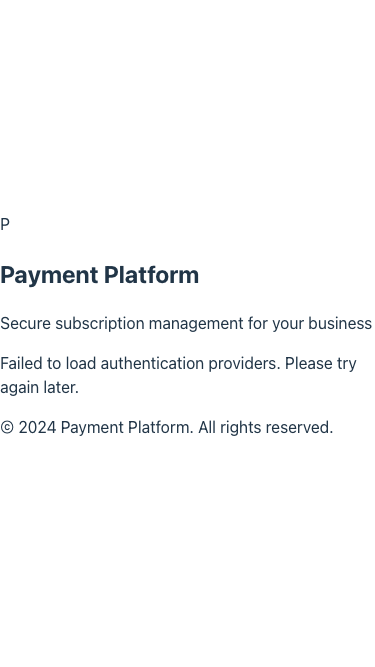 P
Payment Platform
Secure subscription management for your business
Failed to load authentication providers. Please try
again later.
© 2024 Payment Platform. All rights reserved.